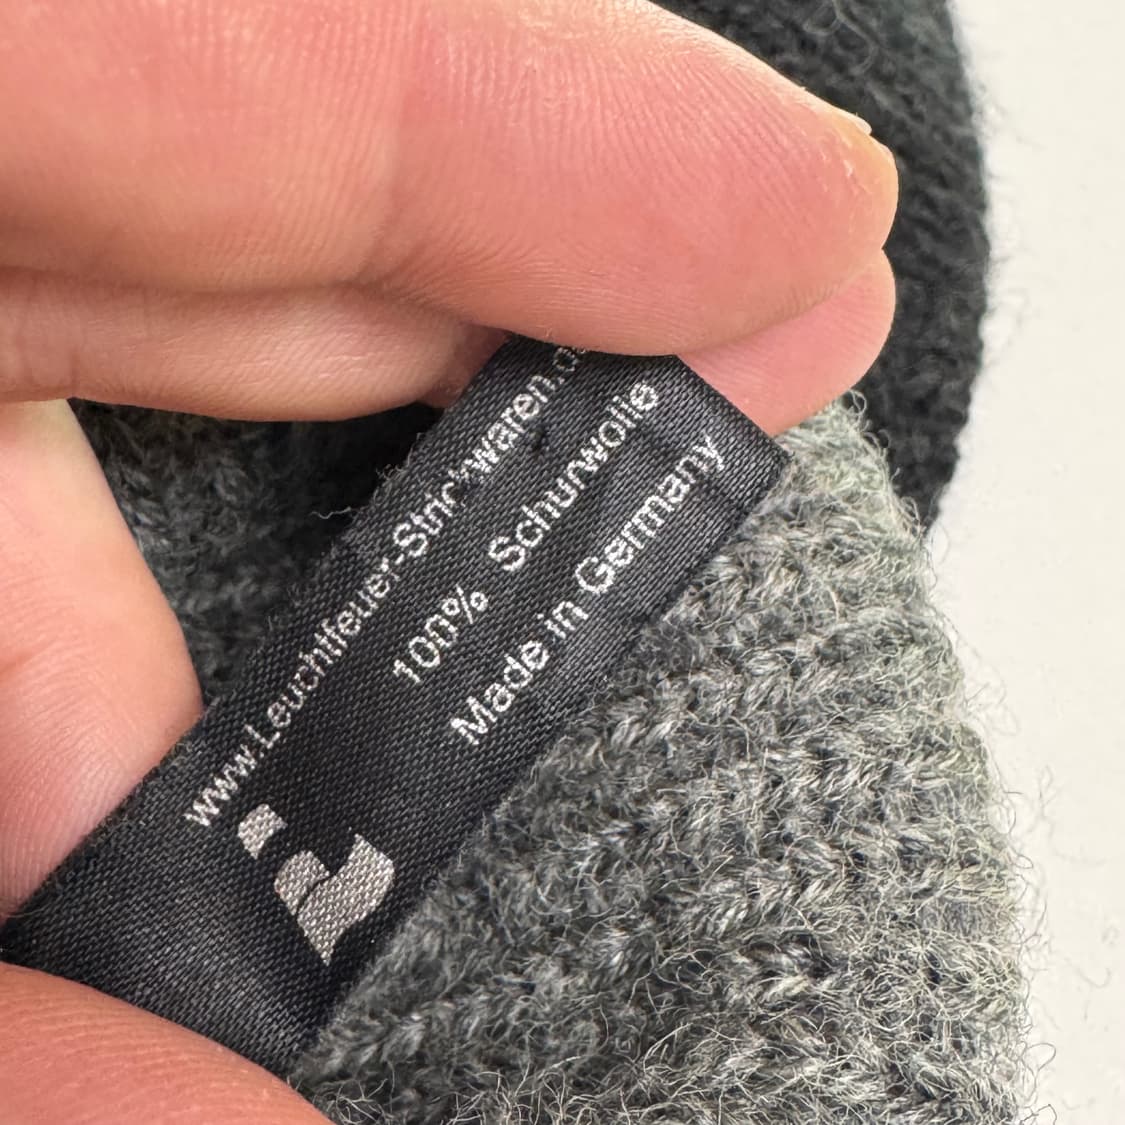 www.Leuchtfeuer-Strickwaren.de
100% Schurwolle
Made in Germany